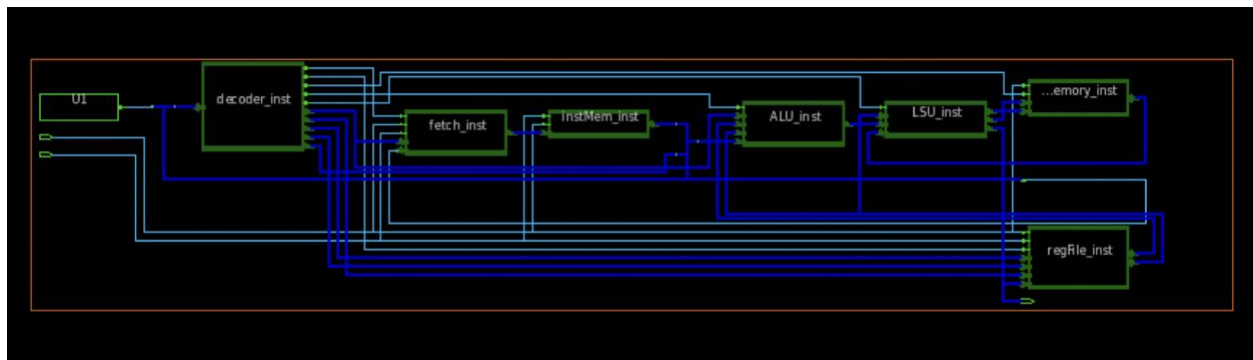 U1
decoder_inst
fetch_inst
instMem_inst
ALU_inst
LSU_inst
...emory_inst
regFile_inst